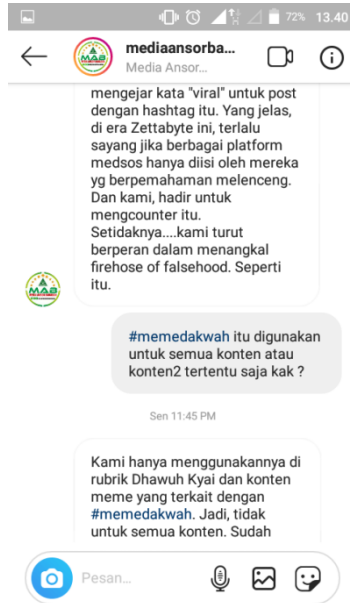 72% 13.40
mediaansorba...
Media Ansor...
mengejar kata "viral" untuk post
dengan hashtag itu. Yang jelas,
di era Zettabyte ini, terlalu
sayang jika berbagai platform
medsos hanya diisi oleh mereka
yg berpemahaman melenceng.
Dan kami, hadir untuk
mengcounter itu.
Setidaknya....kami turut
berperan dalam menangkal
firehose of falsehood. Seperti
itu.
MAB
#memedakwah itu digunakan
untuk semua konten atau
konten2 tertentu saja kak ?
Sen 11:45 PM
Kami hanya menggunakannya di
rubrik Dhawuh Kyai dan konten
meme yang terkait dengan
#memedakwah. Jadi, tidak
untuk semua konten. Sudah
Pesan...